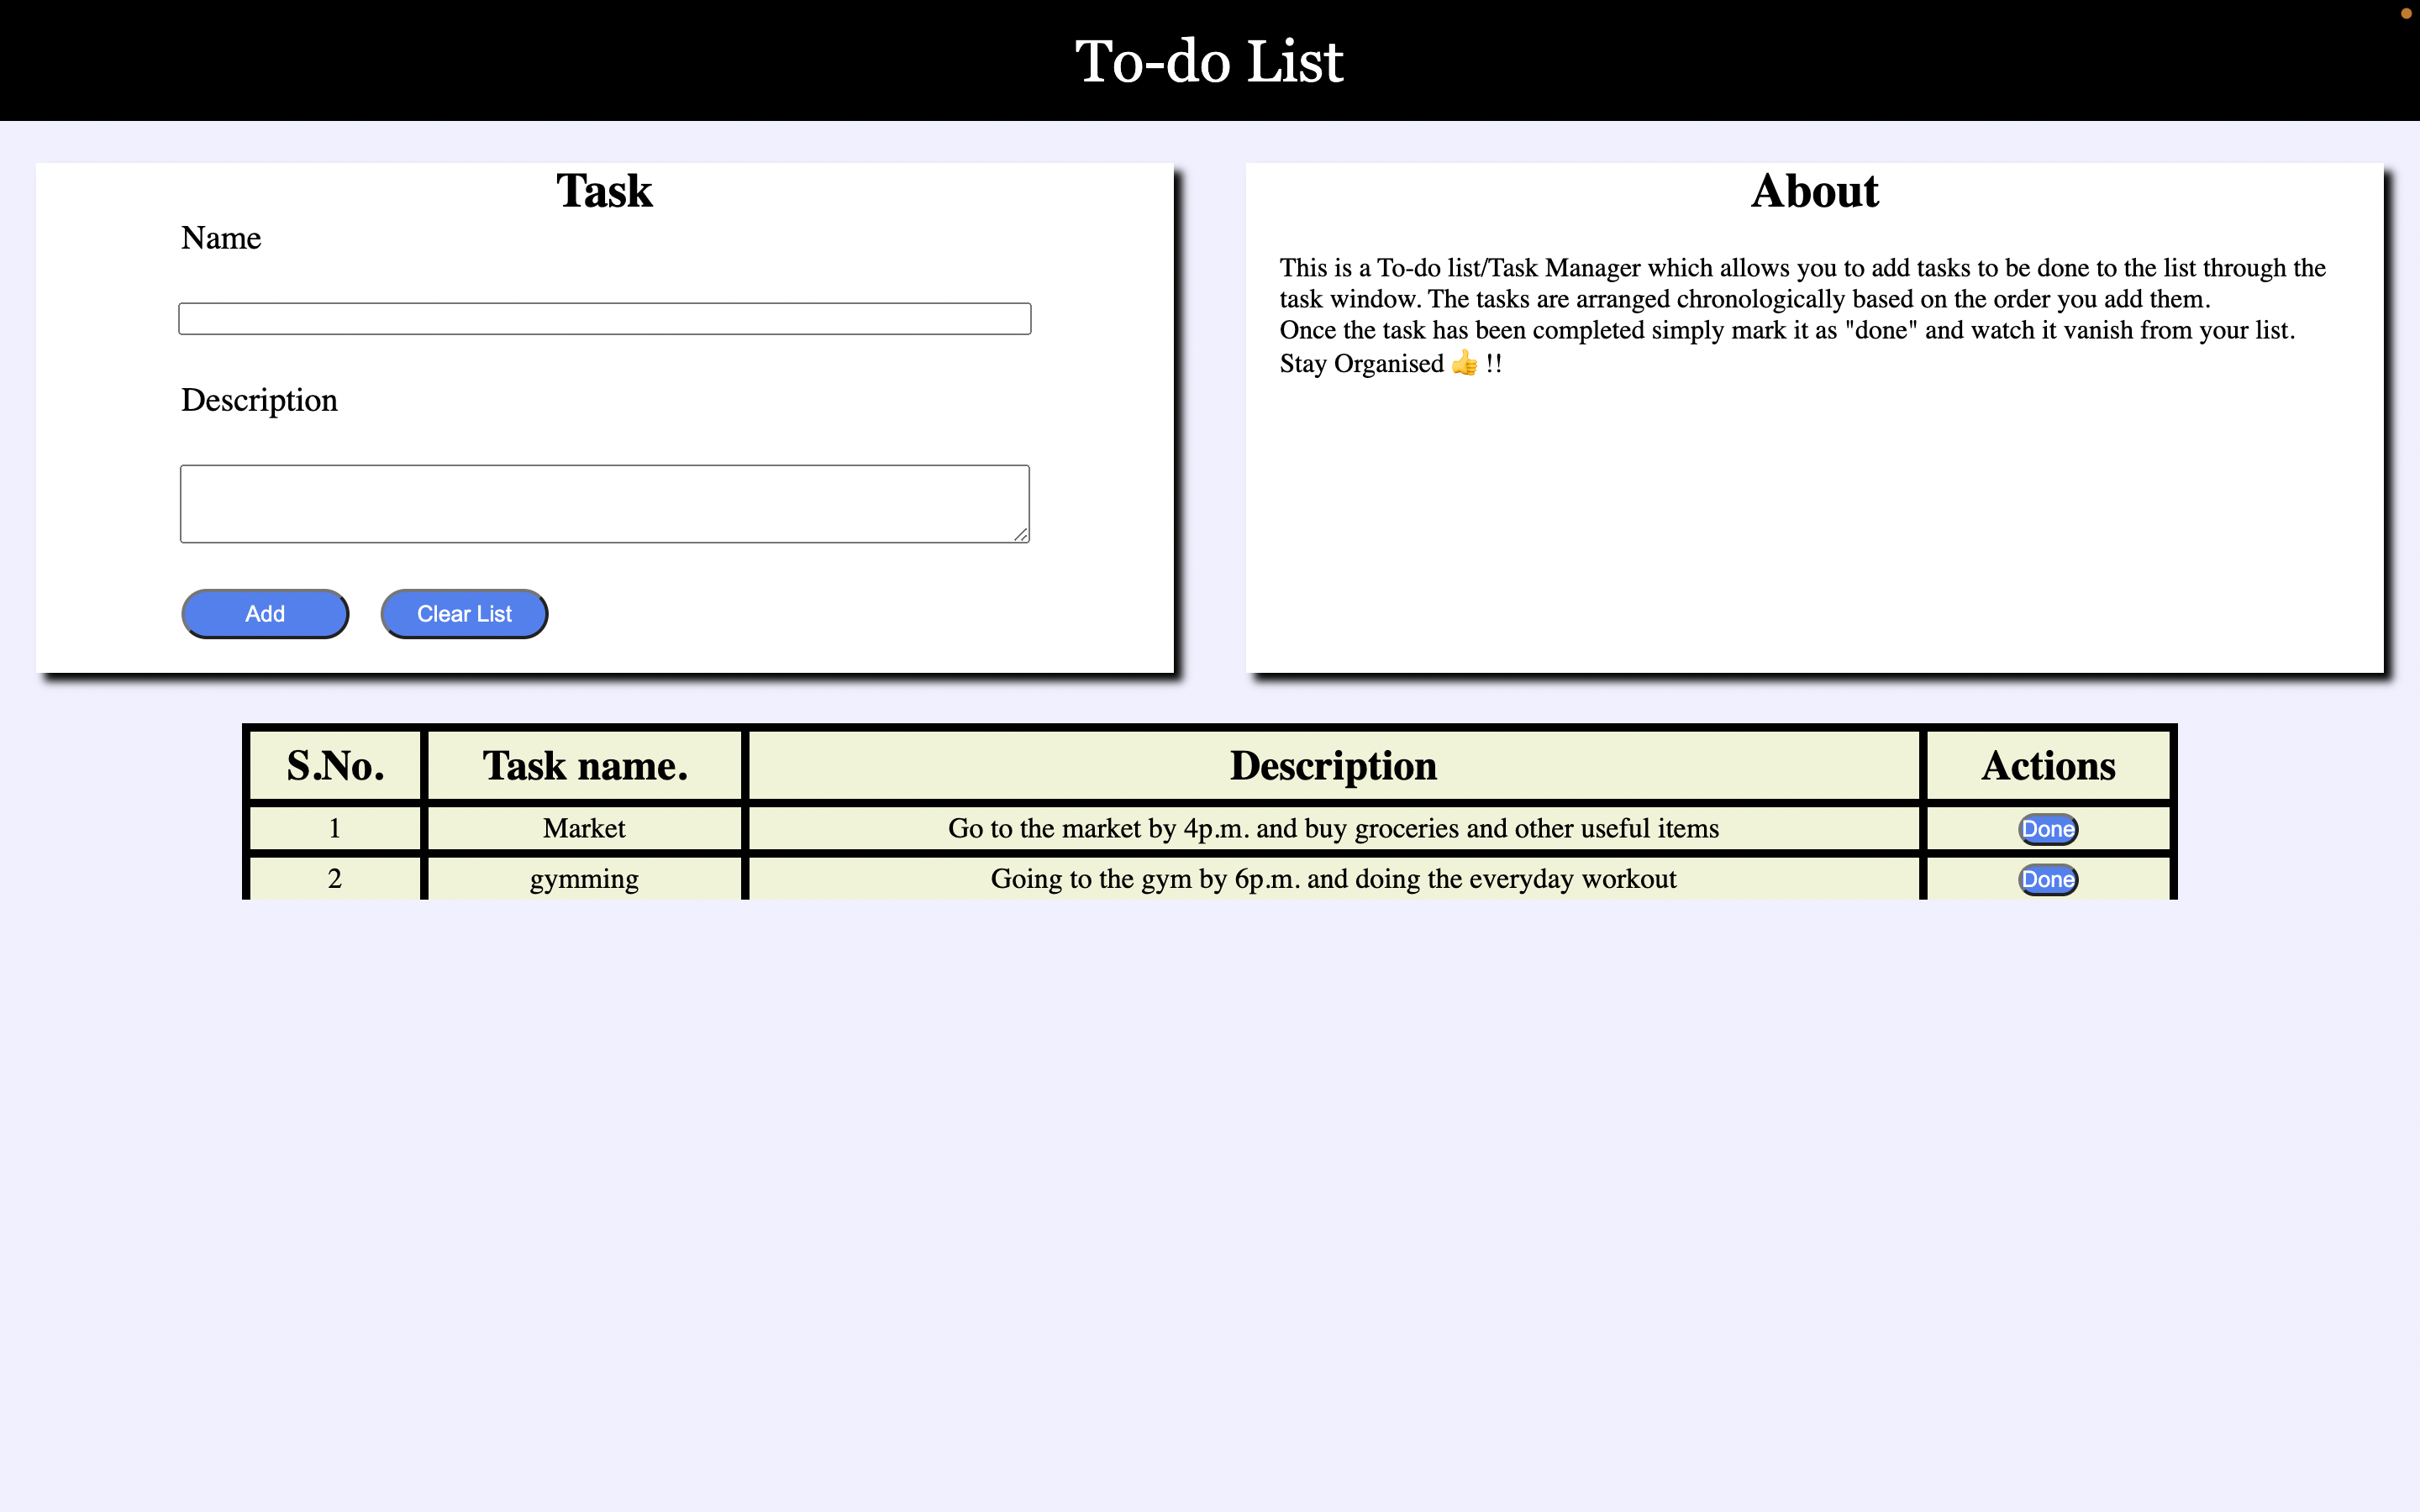 To-do List
Task
Name
Description
Add
Clear List
About
This is a To-do list/Task Manager which allows you to add tasks to be done to the list through the
task window. The tasks are arranged chronologically based on the order you add them.
Once the task has been completed simply mark it as "done" and watch it vanish from your list.
Stay Organised 👍 !!
S.No. Task name. Description Actions
1 Market Go to the market by 4p.m. and buy groceries and other useful items Done
2 gymming Going to the gym by 6p.m. and doing the everyday workout Done